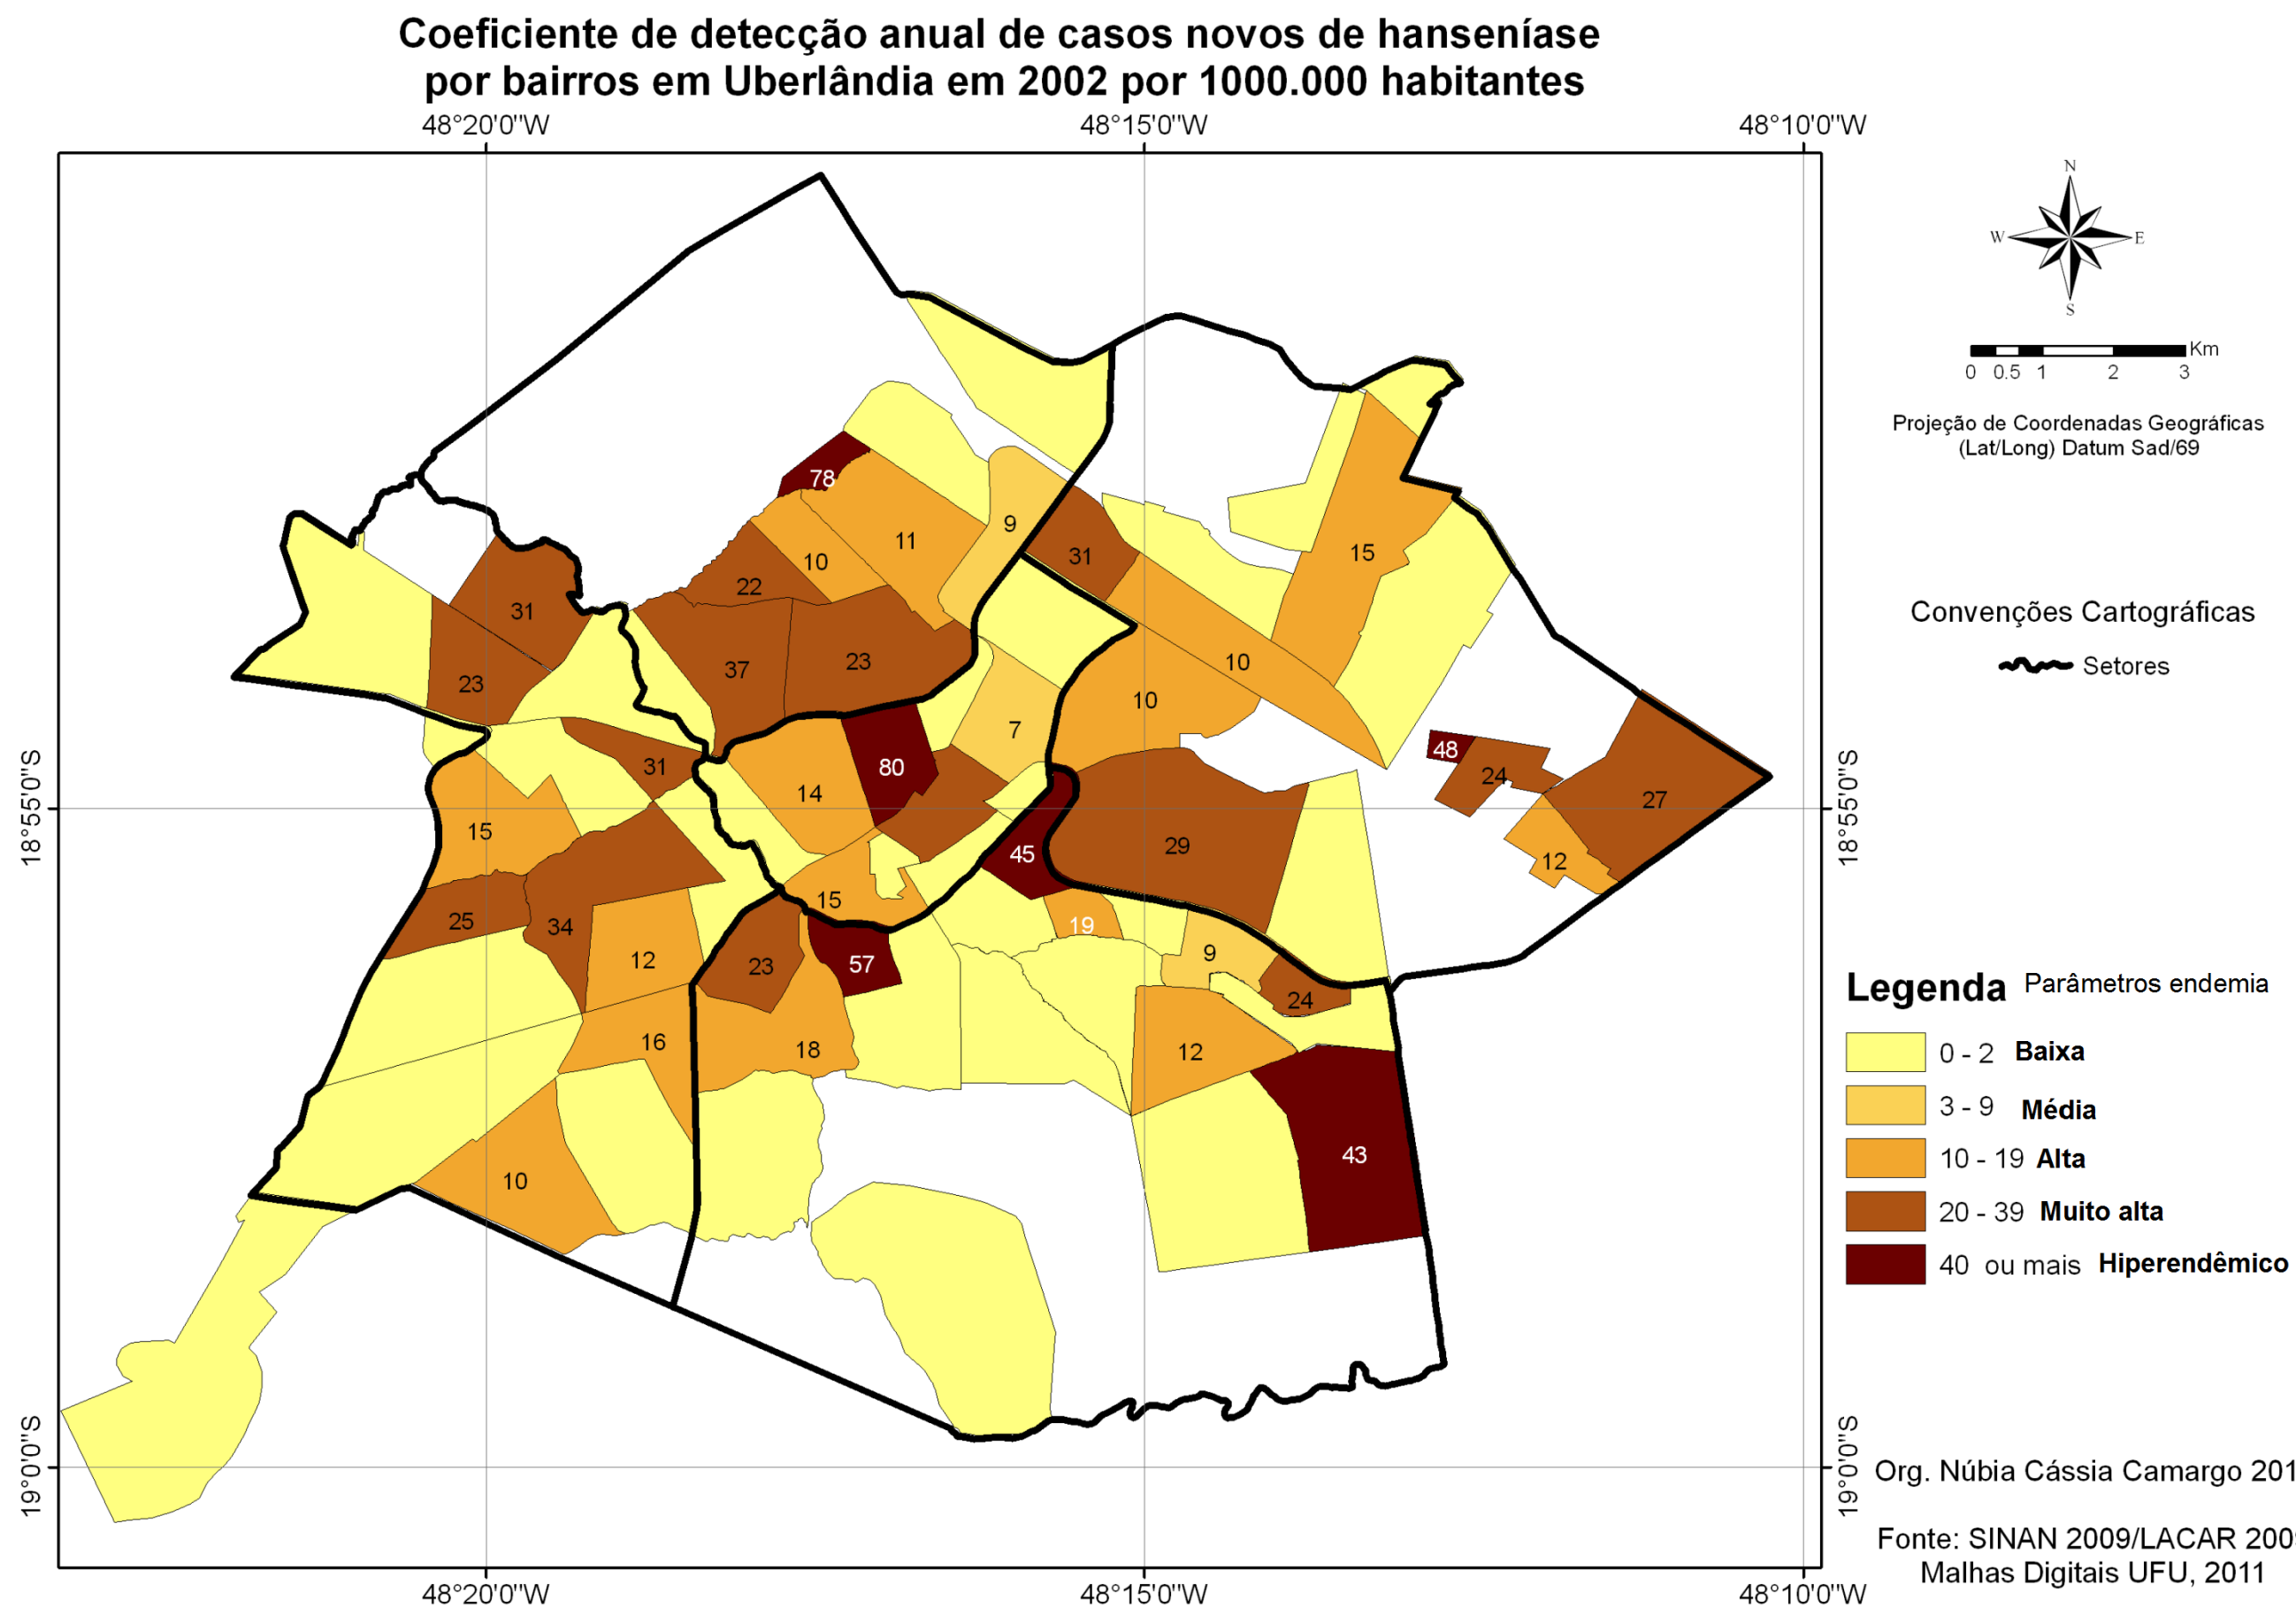 Coeficiente de detecção anual de casos novos de hanseníase
por bairros em Uberlândia em 2002 por 1000.000 habitantes
48°20'0"W 48°15'0"W 48°10'0"W
N
W E
S
Km
0 0.5 1 2 3
Projeção de Coordenadas Geográficas
(Lat/Long) Datum Sad/69
Convenções Cartográficas
Setores
78
9
11
31
15
10
22
31
37
23
10
23
10
7
31
80
48
24
14
27
15
29
45
12
15
25
34
19
12
23
57
9
24
16
18
12
43
10
18°55'0"S
18°55'0"S
19°0'0"S
19°0'0"S
Legenda Parâmetros endemia
0 - 2 Baixa
3 - 9 Média
10 - 19 Alta
20 - 39 Muito alta
40 ou mais Hiperendêmico
Org. Núbia Cássia Camargo 201
Fonte: SINAN 2009/LACAR 200
Malhas Digitais UFU, 2011
48°20'0"W 48°15'0"W 48°10'0"W